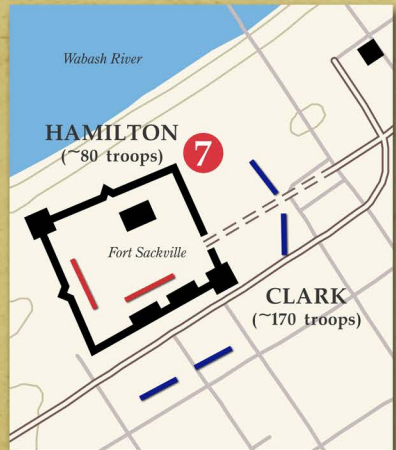 Wabash River
HAMILTON
(~80 troops)
7
Fort Sackville
CLARK
(~170 troops)